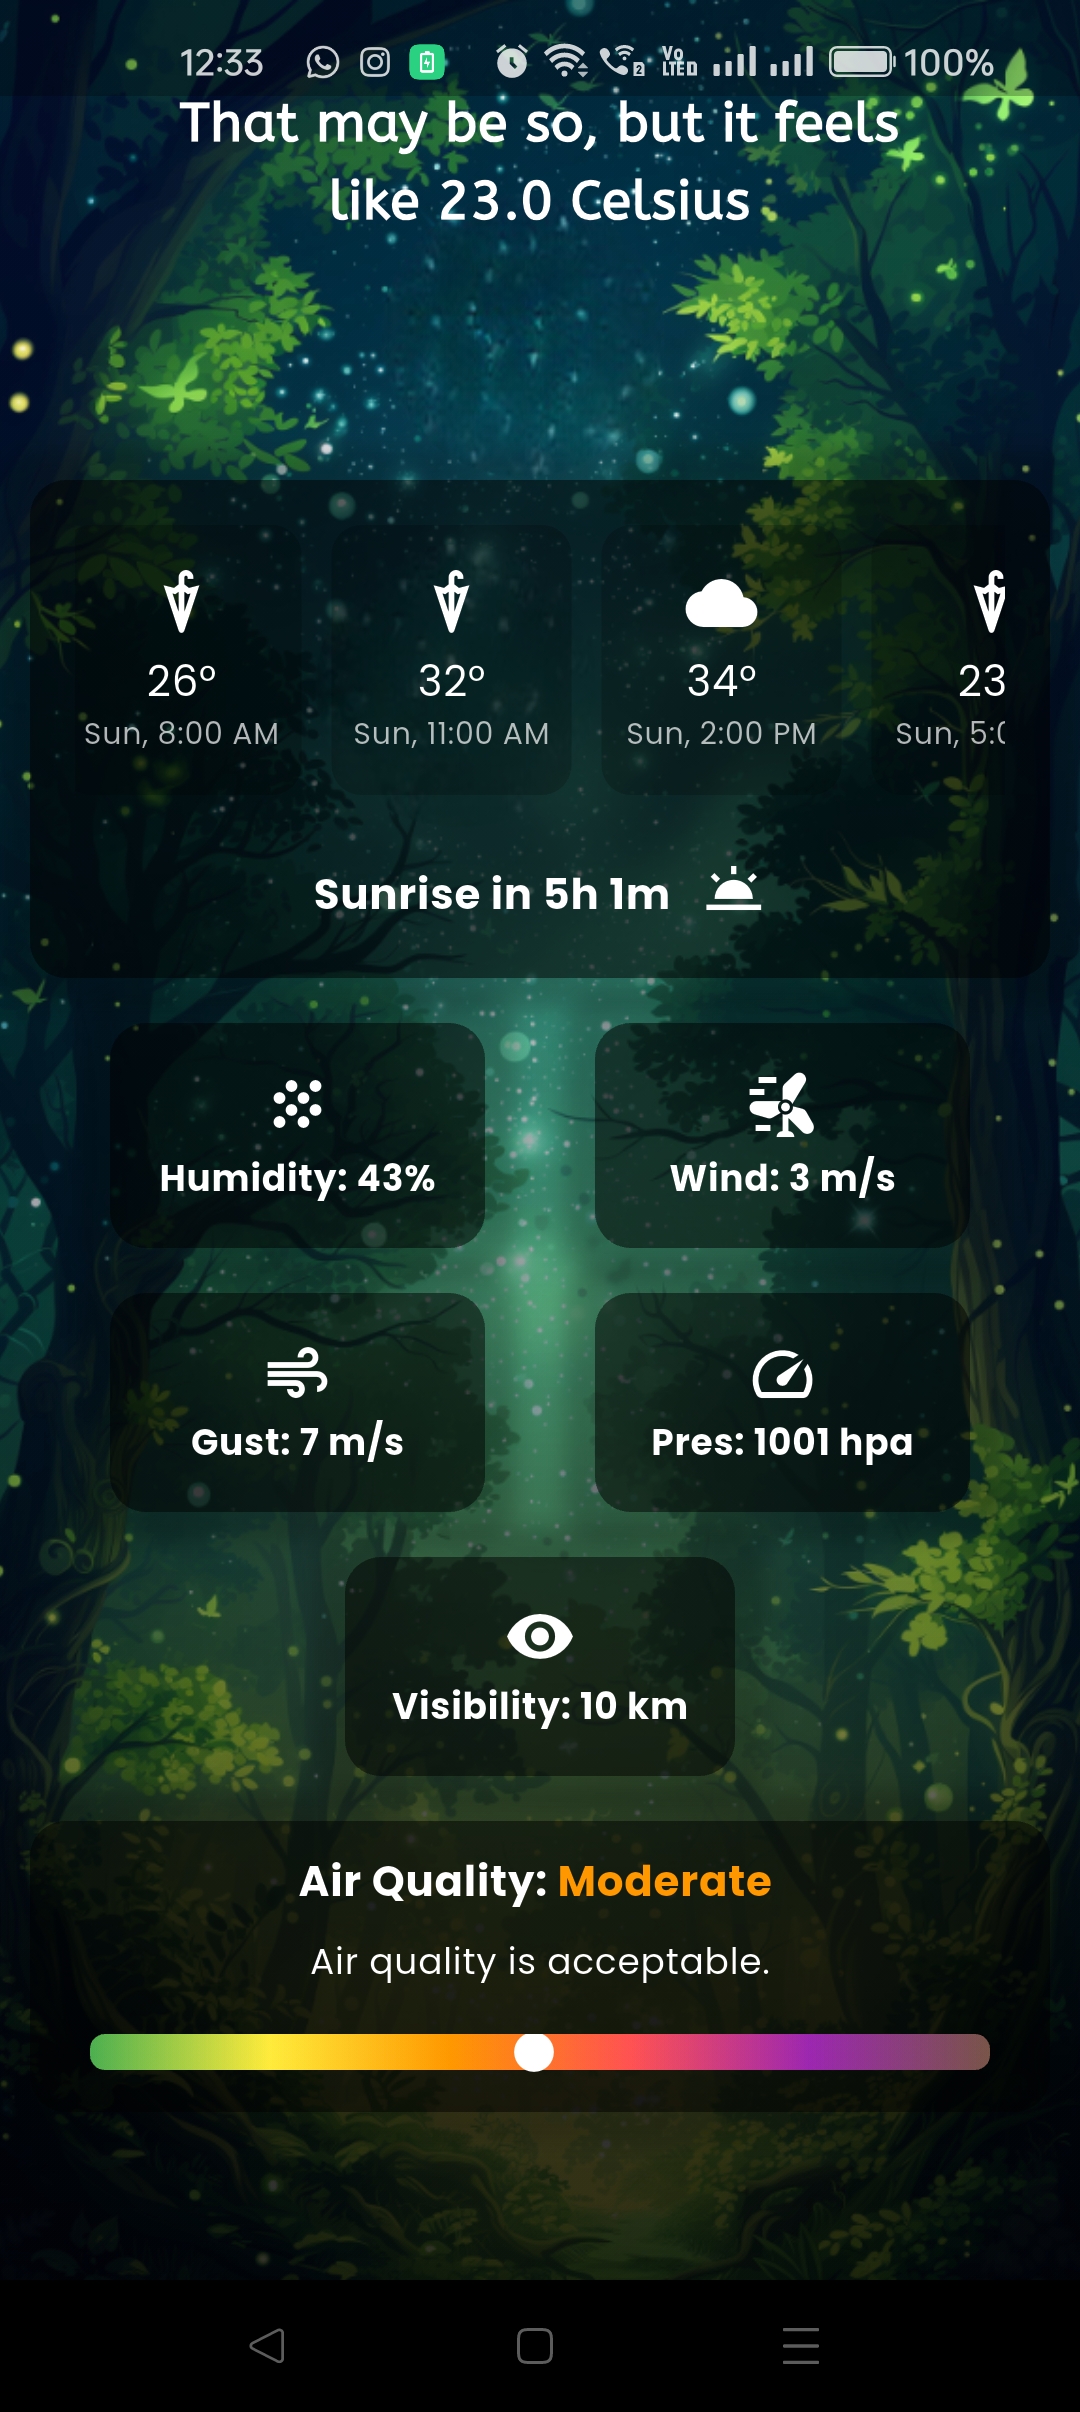 12:33 2 Vo LTE D 100%
That may be so, but it feels
like 23.0 Celsius
26° 32° 34° 23
Sun, 8:00 AM Sun, 11:00 AM Sun, 2:00 PM Sun, 5:0
Sunrise in 5h 1m
Humidity: 43% Wind: 3 m/s
Gust: 7 m/s Pres: 1001 hpa
Visibility: 10 km
Air Quality: Moderate
Air quality is acceptable.